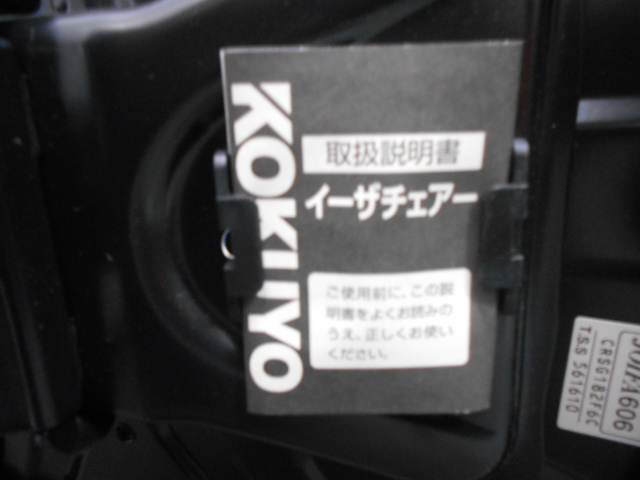 KOKUYO
取扱説明書
イーザチェアー
ご使用前に、この説
明書をよくお読みの
うえ、正しくお使い
ください。
CRSG182F6C
T.S.S 561610